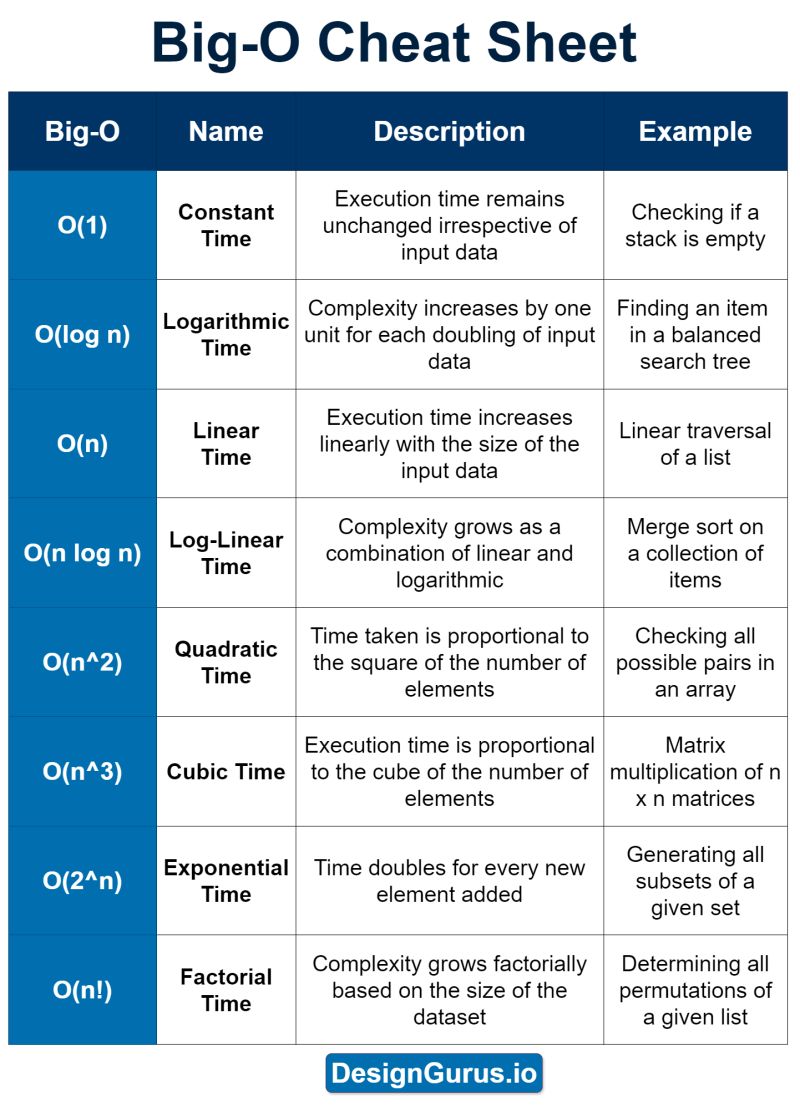 Big-O Cheat Sheet
Big-O
Name
Description
Example
O(1)
Constant
Time
Execution time remains
unchanged irrespective of
input data
Checking if a
stack is empty
O(log n)
Logarithmic
Time
Complexity increases by one
unit for each doubling of input
data
Finding an item
in a balanced
search tree
O(n)
Linear
Time
Execution time increases
linearly with the size of the
input data
Linear traversal
of a list
O(n log n)
Log-Linear
Time
Complexity grows as a
combination of linear and
logarithmic
Merge sort on
a collection of
items
O(n^2)
Quadratic
Time
Time taken is proportional to
the square of the number of
elements
Checking all
possible pairs in
an array
O(n^3)
Cubic Time
Execution time is proportional
to the cube of the number of
elements
Matrix
multiplication of n
x n matrices
O(2^n)
Exponential
Time
Time doubles for every new
element added
Generating all
subsets of a
given set
O(n!)
Factorial
Time
Complexity grows factorially
based on the size of the
dataset
Determining all
permutations of
a given list
DesignGurus.io